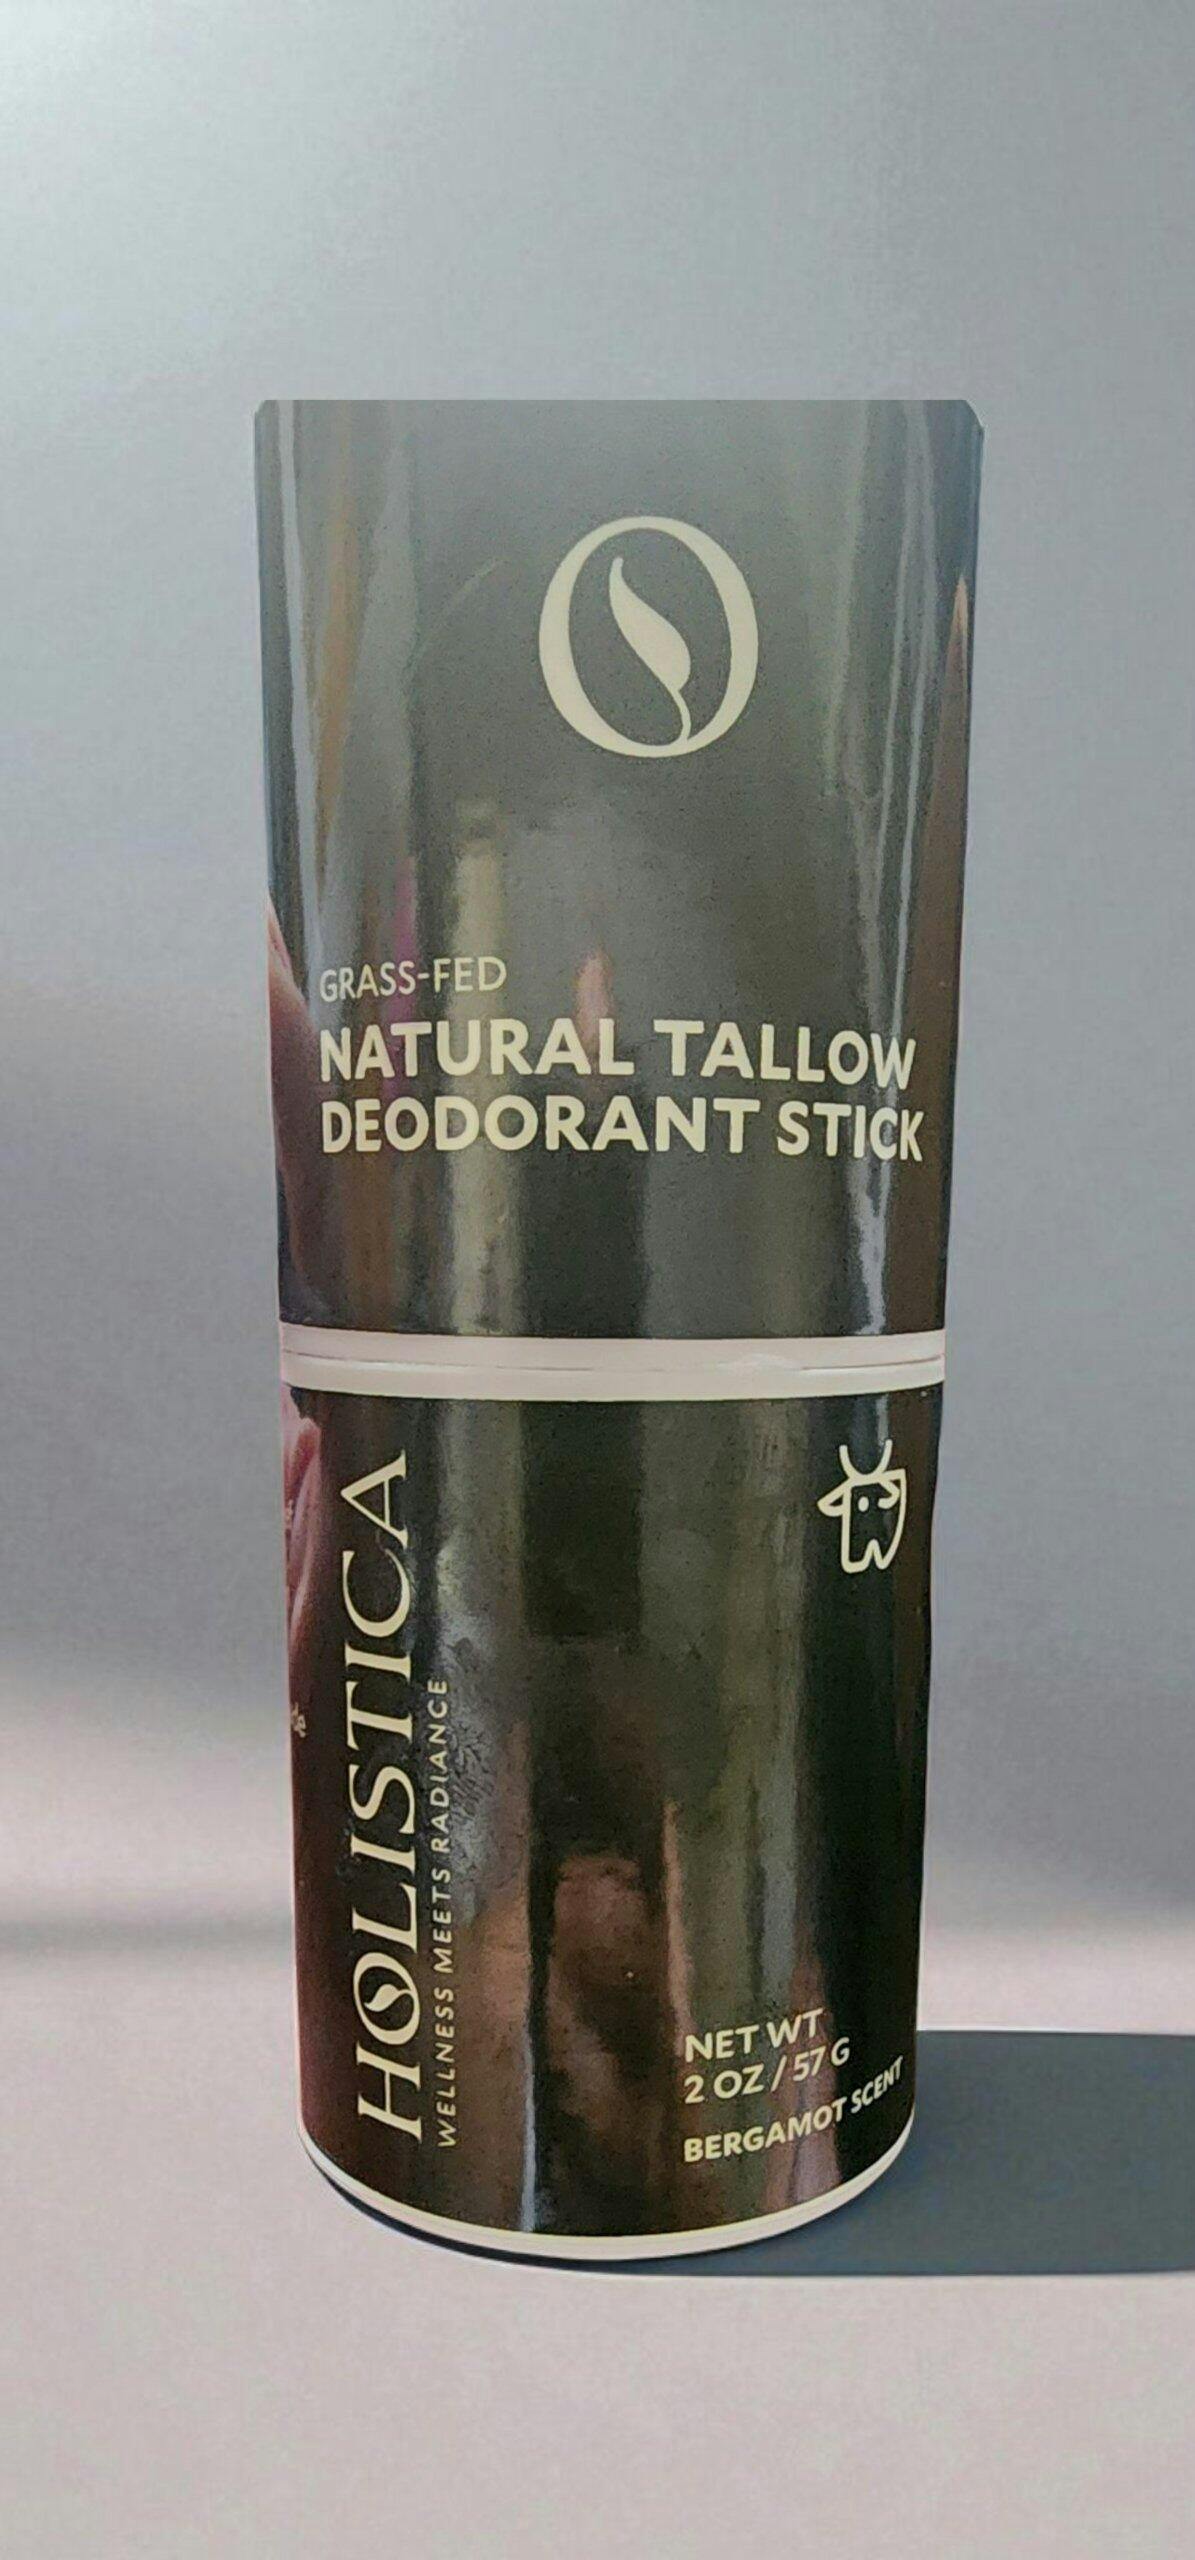 GRASS-FED
NATURAL TALLOW
DEODORANT STICK
HOLISTICA
WELLNESS MEETS RADIANCE
NET WT
2 OZ / 57 G
BERGAMOT SCENT